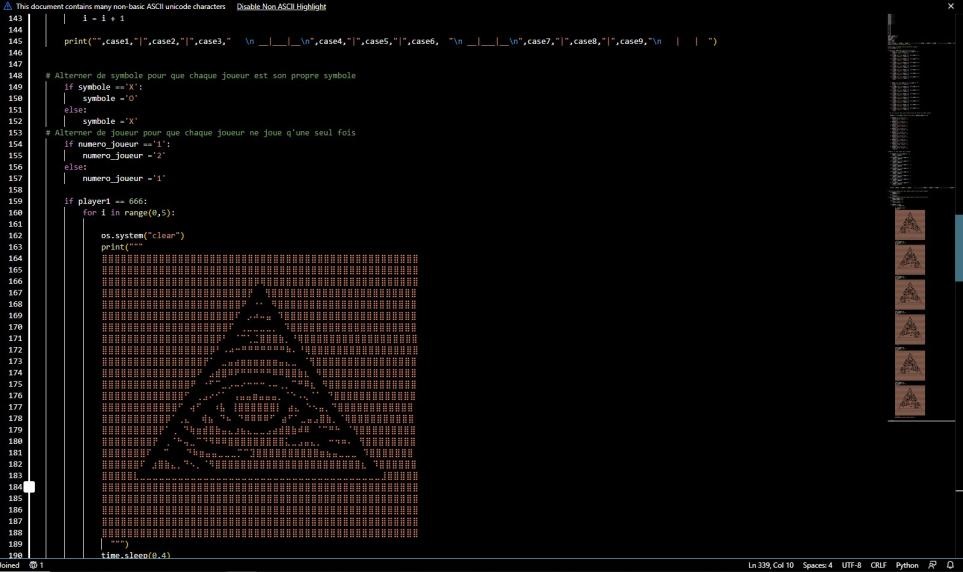 This document contains many non-basic ASCII unicode characters Disable Non ASCII Highlight
143 i = i + 1
144
145 print("",case1,"|",case2,"|",case3," \n __|___|__\n",case4,"|",case5,"|",case6, "\n __|___|__\n",case7,"|",case8,"|",case9,"\n | | ")
146
147
148 # Alterner de symbole pour que chaque joueur est son propre symbole
149 if symbole =='X':
150 symbole ='O'
151 else:
152 symbole ='X'
153 # Alterner de joueur pour que chaque joueur ne joue q'une seul fois
154 if numero_joueur =='1':
155 numero_joueur ='2'
156 else:
157 numero_joueur ='1'
158
159 if player1 == 666:
160 for i in range(0,5):
161
162 os.system("clear")
163 print("""
164
165
166
167
168
169
170
171
172
173
174
175
176
177
178
179
180
181
182
183
184
185
186
187
188
189 """)
190 time.sleep(0.4)
Joined 1 Ln 339, Col 10 Spaces: 4 UTF-8 CRLF Python